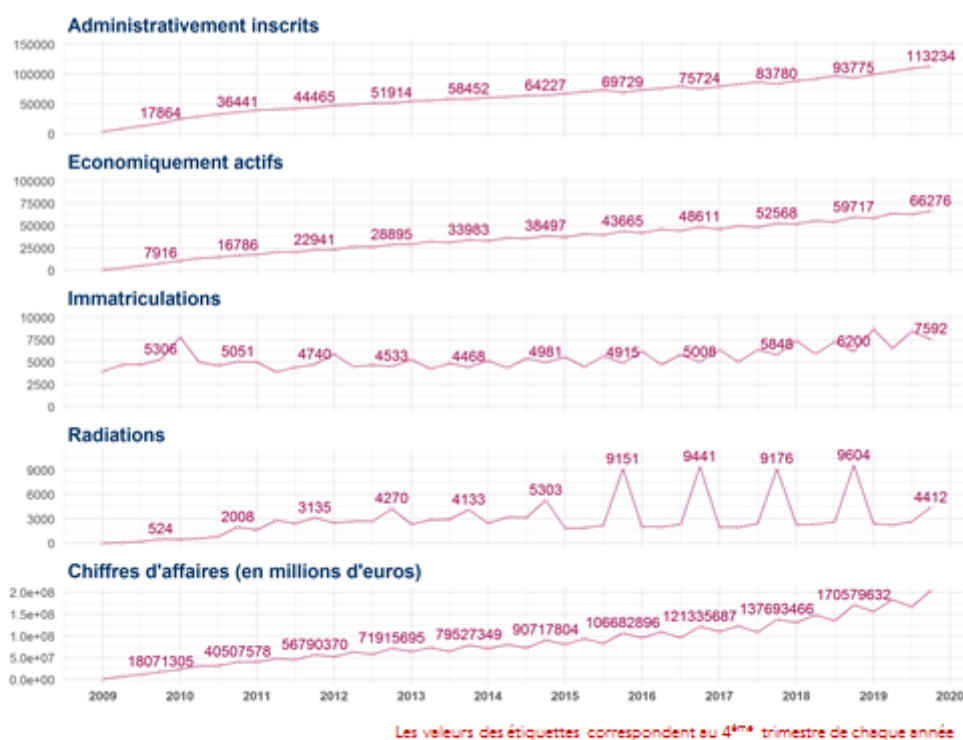 Administrativement inscrits
150000
100000
50000
0
17864 36441 44465 51914 58452 64227 69729 75724 83780 93775 113234
Economiquement actifs
100000
75000
50000
25000
0
7916 16786 22941 28895 33983 38497 43665 48611 52568 59717 66276
Immatriculations
10000
7500
5000
2500
0
5306 5051 4740 4533 4468 4981 4915 5008 5848 6200 7592
Radiations
9000
6000
3000
0
524 2008 3135 4270 4133 5303 9151 9441 9176 9604 4412
Chiffres d'affaires (en millions d'euros)
2.0e+08
1.5e+08
1.0e+08
5.0e+07
0.0e+00
18071305 40507578 56790370 71915695 79527349 90717804 106682896 121335687 137693466 170579632
2009 2010 2011 2012 2013 2014 2015 2016 2017 2018 2019 2020
Les valeurs des étiquettes correspondent au 4ème trimestre de chaque année